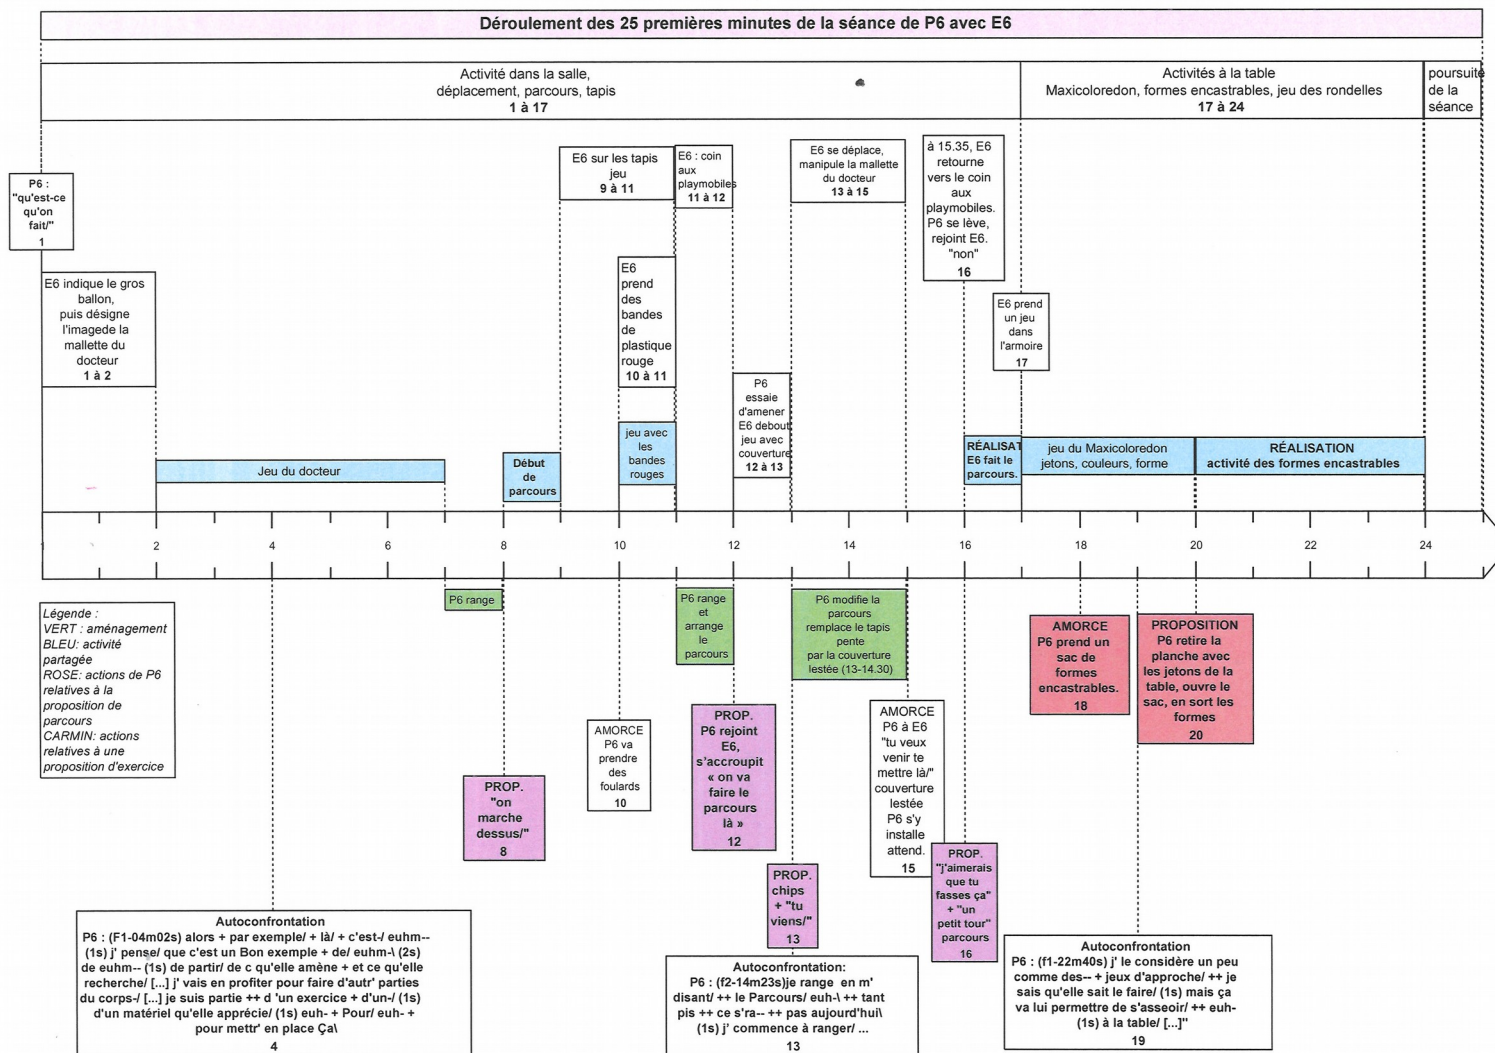 Déroulement des 25 premières minutes de la séance de P6 avec E6
Activité dans la salle,
déplacement, parcours, tapis
1 à 17
Activités à la table
Maxicoloredon, formes encastrables, jeu des rondelles
17 à 24
poursuite
de la
séance
P6 :
"qu'est-ce
qu'on
fait/"
1
E6 indique le gros
ballon,
puis désigne
l'imagede la
mallette du
docteur
1 à 2
E6 sur les tapis
jeu
9 à 11
E6 : coin
aux
playmobiles
11 à 12
E6 se déplace,
manipule la mallette
du docteur
13 à 15
à 15.35, E6
retourne
vers le coin
aux
playmobiles.
P6 se lève,
rejoint E6.
"non"
16
E6
prend
des
bandes
de
plastique
rouge
10 à 11
E6 prend
un jeu
dans
l'armoire
17
P6
essaie
d'amener
E6 debout
jeu avec
couverture
12 à 13
Jeu du docteur
Début
de
parcours
jeu avec
les
bandes
rouges
RÉALISAT
E6 fait le
parcours.
jeu du Maxicoloredon
jetons, couleurs, forme
RÉALISATION
activité des formes encastrables
1 2 4 6 8 10 12 14 16 18 20 22 24
Légende :
VERT : aménagement
BLEU: activité
partagée
ROSE: actions de P6
relatives à la
proposition de
parcours
CARMIN: actions
relatives à une
proposition d'exercice
P6 range
P6 range
et
arrange
le
parcours
P6 modifie la
parcours
remplace le tapis
pente
par la couverture
lestée (13-14.30)
AMORCE
P6 prend un
sac de
formes
encastrables.
18
PROPOSITION
P6 retire la
planche avec
les jetons de la
table, ouvre le
sac, en sort les
formes
20
PROP.
"on
marche
dessus/"
8
AMORCE
P6 va
prendre
des
foulards
10
PROP.
P6 rejoint
E6,
s'accroupit
« on va
faire le
parcours
là »
12
PROP.
chips
+ "tu
viens/"
13
AMORCE
P6 à E6
"tu veux
venir te
mettre là/"
couverture
lestée
P6 s'y
installe
attend.
15
PROP.
"j'aimerais
que tu
fasses ça"
+ "un
petit tour"
parcours
16
Autoconfrontation
P6 : (F1-04m02s) alors + par exemple/ + là/ + c'est-/ euhm--
(1s) j' pense/ que c'est un Bon exemple + de/ euhm-\ (2s)
de euhm-- (1s) de partir/ de c qu'elle amène + et ce qu'elle
recherche/ [...] j' vais en profiter pour faire d'autr' parties
du corps-/ [...] je suis partie ++ d 'un exercice + d'un-/ (1s)
d'un matériel qu'elle apprécie/ (1s) euh- + Pour/ euh- +
pour mettr' en place Ça\
4
Autoconfrontation:
P6 : (f2-14m23s)je range en m'
disant/ ++ le Parcours/ euh-\ ++ tant
pis ++ ce s'ra-- ++ pas aujourd'hui\
(1s) j' commence à ranger/ ...
13
Autoconfrontation
P6 : (f1-22m40s) j' le considère un peu
comme des-- + jeux d'approche/ ++ je
sais qu'elle sait le faire/ (1s) mais ça
va lui permettre de s'asseoir/ ++ euh-
(1s) à la table/ [...]"
19